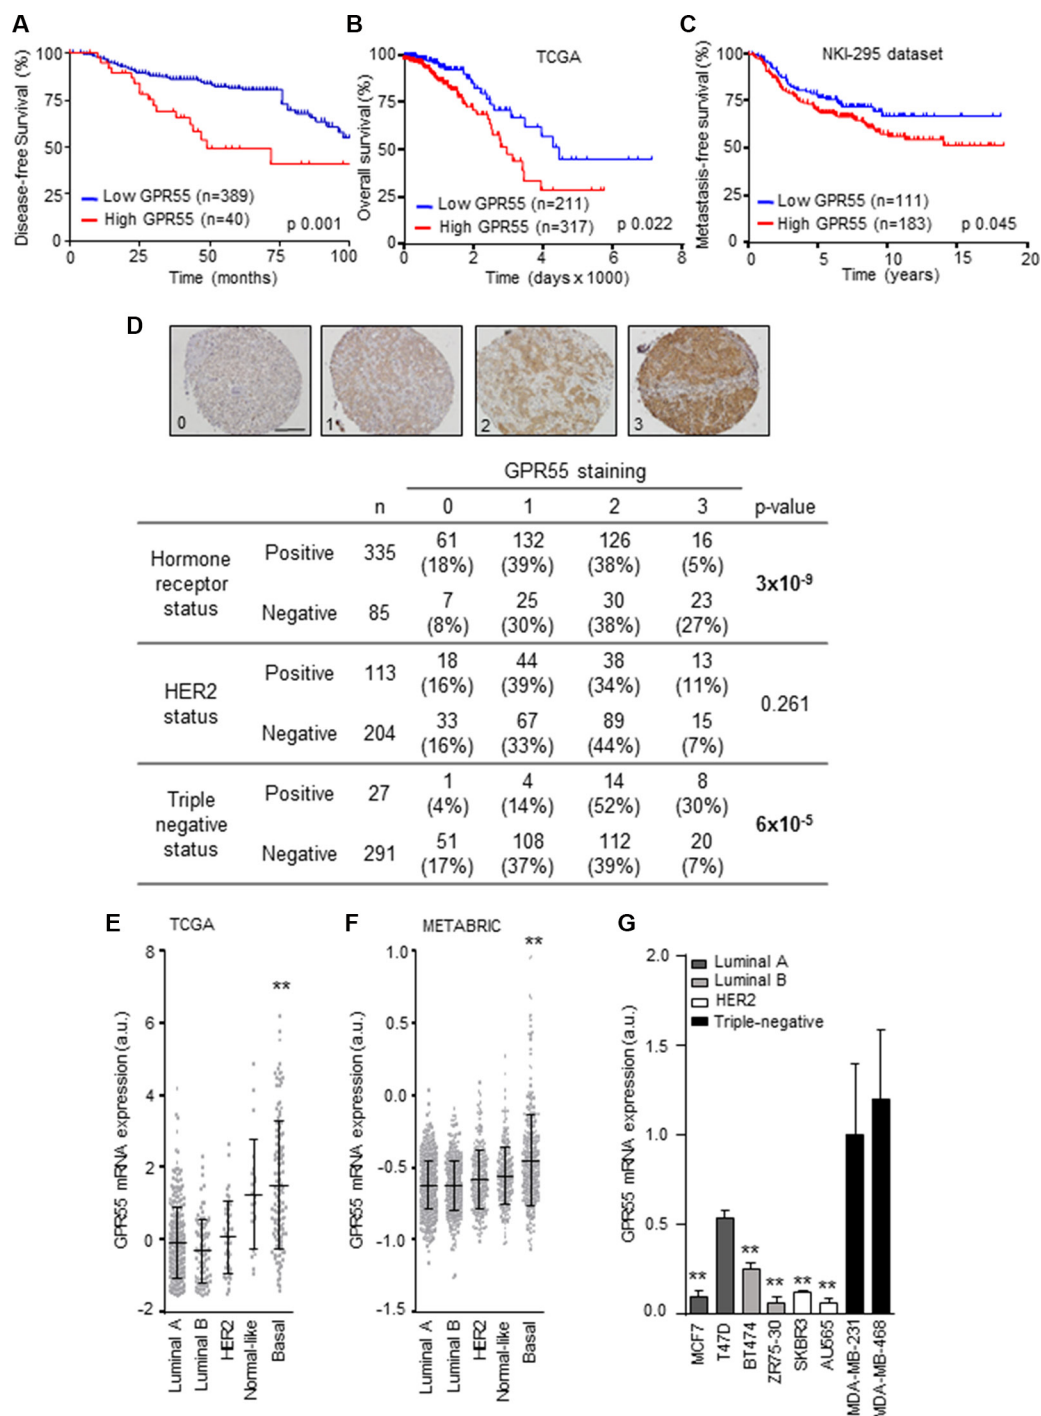 A
Disease-free Survival (%)
100
75
50
25
0
0 25 50 75 100
Time (months)
Low GPR55 (n=389)
High GPR55 (n=40)
p 0.001
B
TCGA
Overall survival (%)
100
75
50
25
0
0 2 4 6 8
Time (days x 1000)
Low GPR55 (n=211)
High GPR55 (n=317)
p 0.022
C
NKI-295 dataset
Metastasis-free survival (%)
100
75
50
25
0
0 5 10 15 20
Time (years)
Low GPR55 (n=111)
High GPR55 (n=183)
p 0.045
D
0 1 2 3
GPR55 staining
n 0 1 2 3 p-value
Hormone receptor status
Positive 335 61 (18%) 132 (39%) 126 (38%) 16 (5%)
3x10-9
Negative 85 7 (8%) 25 (30%) 30 (38%) 23 (27%)
HER2 status
Positive 113 18 (16%) 44 (39%) 38 (34%) 13 (11%)
0.261
Negative 204 33 (16%) 67 (33%) 89 (44%) 15 (7%)
Triple negative status
Positive 27 1 (4%) 4 (14%) 14 (52%) 8 (30%)
6x10-5
Negative 291 51 (17%) 108 (37%) 112 (39%) 20 (7%)
E
TCGA
GPR55 mRNA expression (a.u.)
8
6
4
2
0
-2
**
Luminal A
Luminal B
HER2
Normal-like
Basal
F
METABRIC
GPR55 mRNA expression (a.u.)
1.0
0.5
0.0
-0.5
-1.0
-1.5
**
Luminal A
Luminal B
HER2
Normal-like
Basal
G
GPR55 mRNA expression (a.u.)
2.0
1.5
1.0
0.5
0.0
Luminal A
Luminal B
HER2
Triple-negative
** ** ** ** **
MCF7
T47D
BT474
ZR75-30
SKBR3
AU565
MDA-MB-231
MDA-MB-468